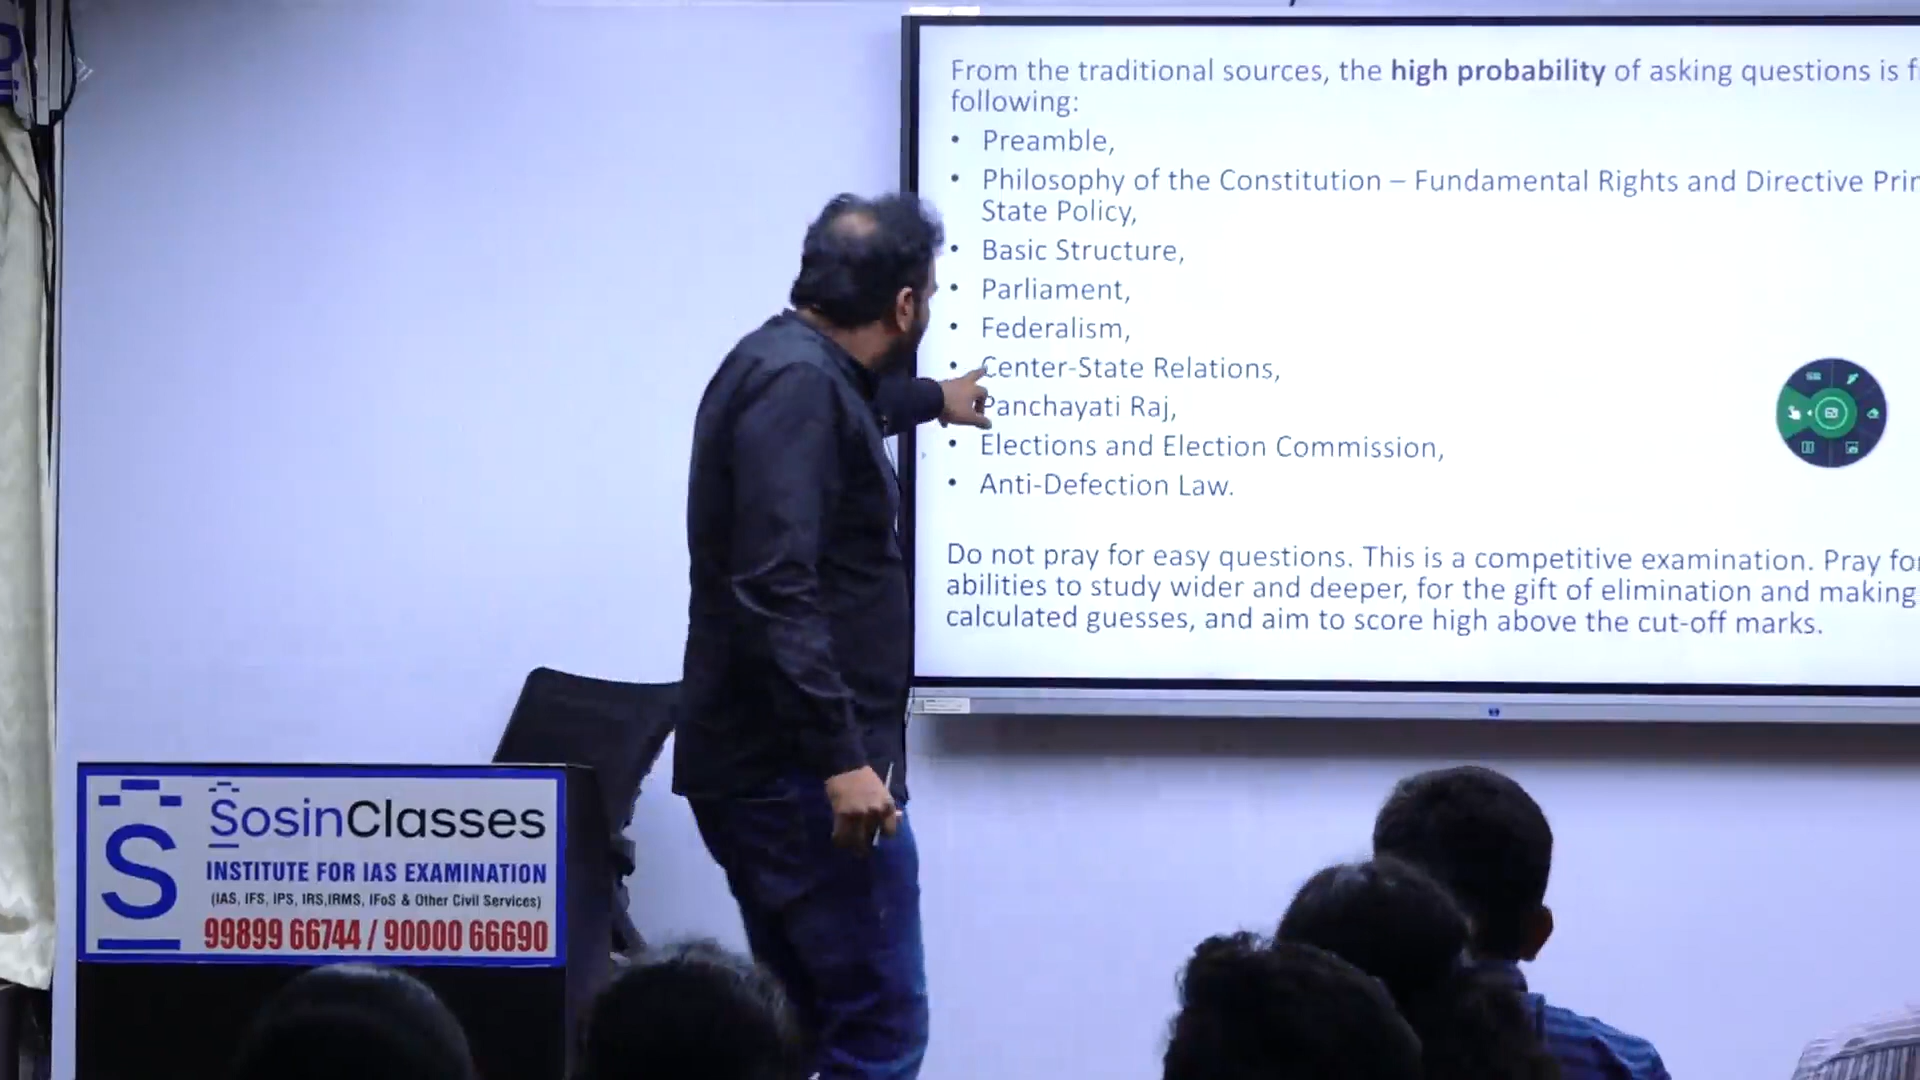 From the traditional sources, the high probability of asking questions is
following:
• Preamble,
• Philosophy of the Constitution – Fundamental Rights and Directive
State Policy,
• Basic Structure,
• Parliament,
• Federalism,
• Center-State Relations,
Panchayati Raj,
• Elections and Election Commission,
• Anti-Defection Law.
Do not pray for easy questions. This is a competitive examination. Pray
abilities to study wider and deeper, for the gift of elimination and making
calculated guesses, and aim to score high above the cut-off marks.
S
SosinClasses
INSTITUTE FOR IAS EXAMINATION
(IAS, IFS, IPS, IRS,IRMS, IFoS & Other Civil Services)
99899 66744 / 90000 66690